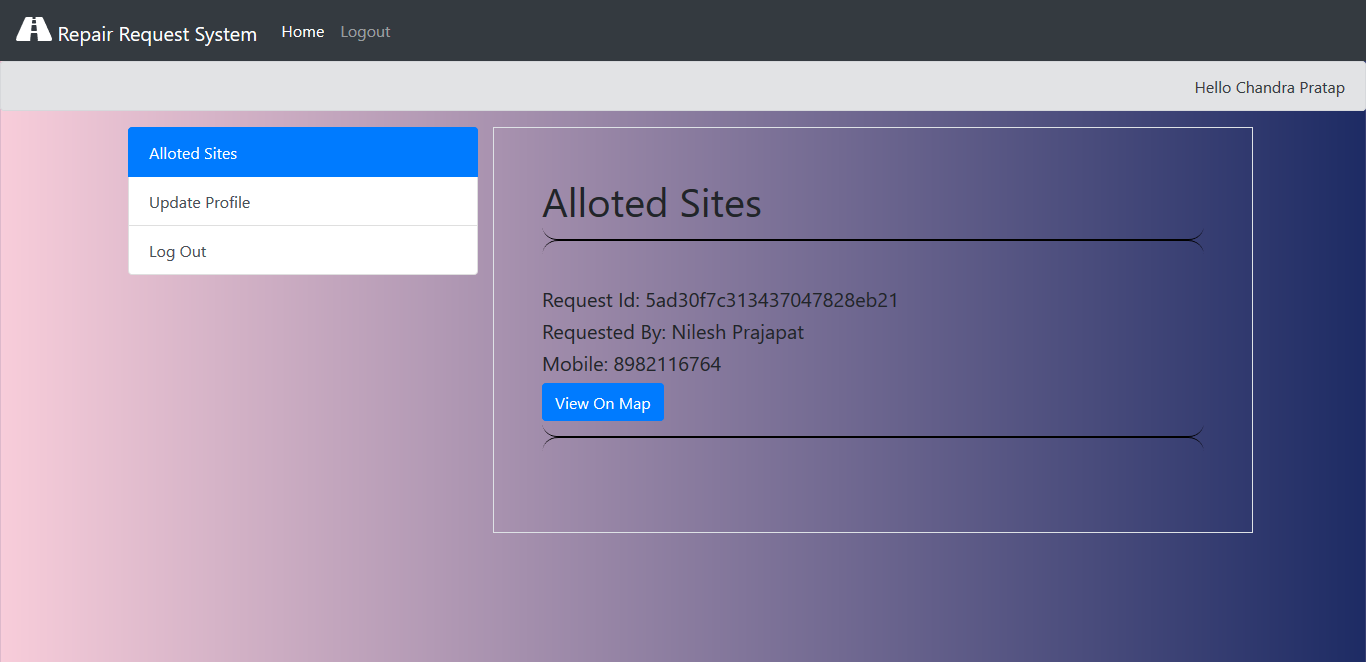 Repair Request System Home Logout
Hello Chandra Pratap
Alloted Sites
Update Profile
Log Out
Alloted Sites
Request Id: 5ad30f7c313437047828eb21
Requested By: Nilesh Prajapat
Mobile: 8982116764
View On Map